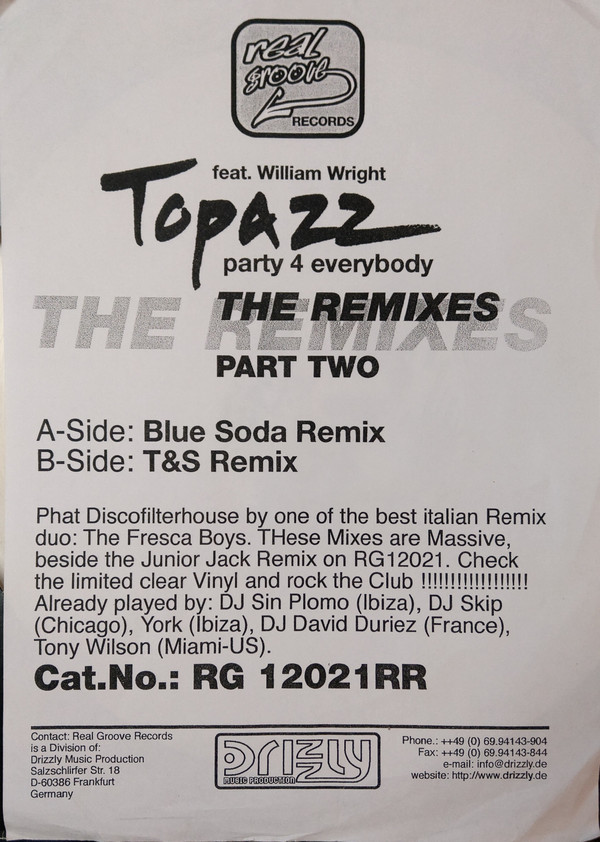 real
groove
RECORDS
feat. William Wright
Topazz
party 4 everybody
THE REMIXES
THE REMIXES
PART TWO
A-Side: Blue Soda Remix
B-Side: T&S Remix
Phat Discofilterhouse by one of the best italian Remix
duo: The Fresca Boys. THese Mixes are Massive,
beside the Junior Jack Remix on RG12021. Check
the limited clear Vinyl and rock the Club !!!!!!!!!!!!!!!!!!
Already played by: DJ Sin Plomo (Ibiza), DJ Skip
(Chicago), York (Ibiza), DJ David Duriez (France),
Tony Wilson (Miami-US).
Cat.No.: RG 12021RR
Contact: Real Groove Records
is a Division of:
Drizzly Music Production
Salzschlirfer Str. 18
D-60386 Frankfurt
Germany
DRIZZLY
MUSIC PRODUCTION
Phone.: ++49 (0) 69.94143-904
Fax: ++49 (0) 69.94143-844
e-mail: info@drizzly.de
website: http://www.drizzly.de